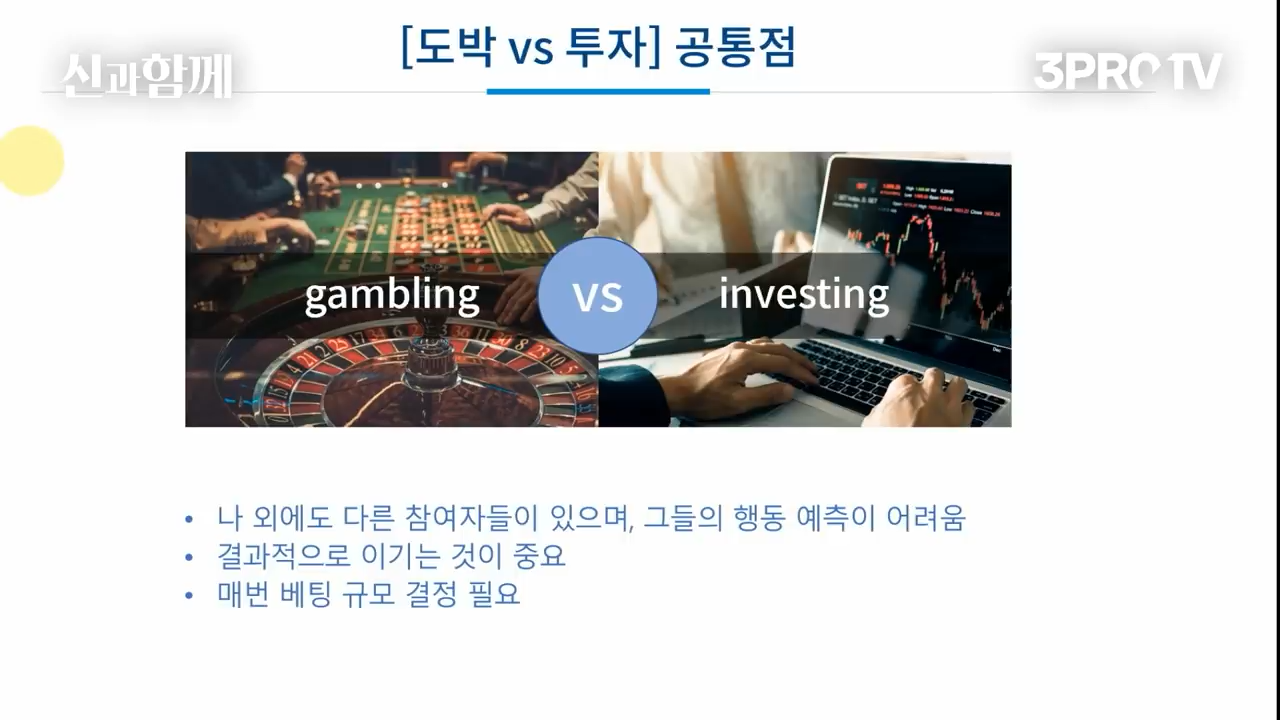 [도박 vs 투자] 공통점
신과함께
3PROTV
gambling
VS
investing
• 나 외에도 다른 참여자들이 있으며, 그들의 행동 예측이 어려움
• 결과적으로 이기는 것이 중요
• 매번 베팅 규모 결정 필요